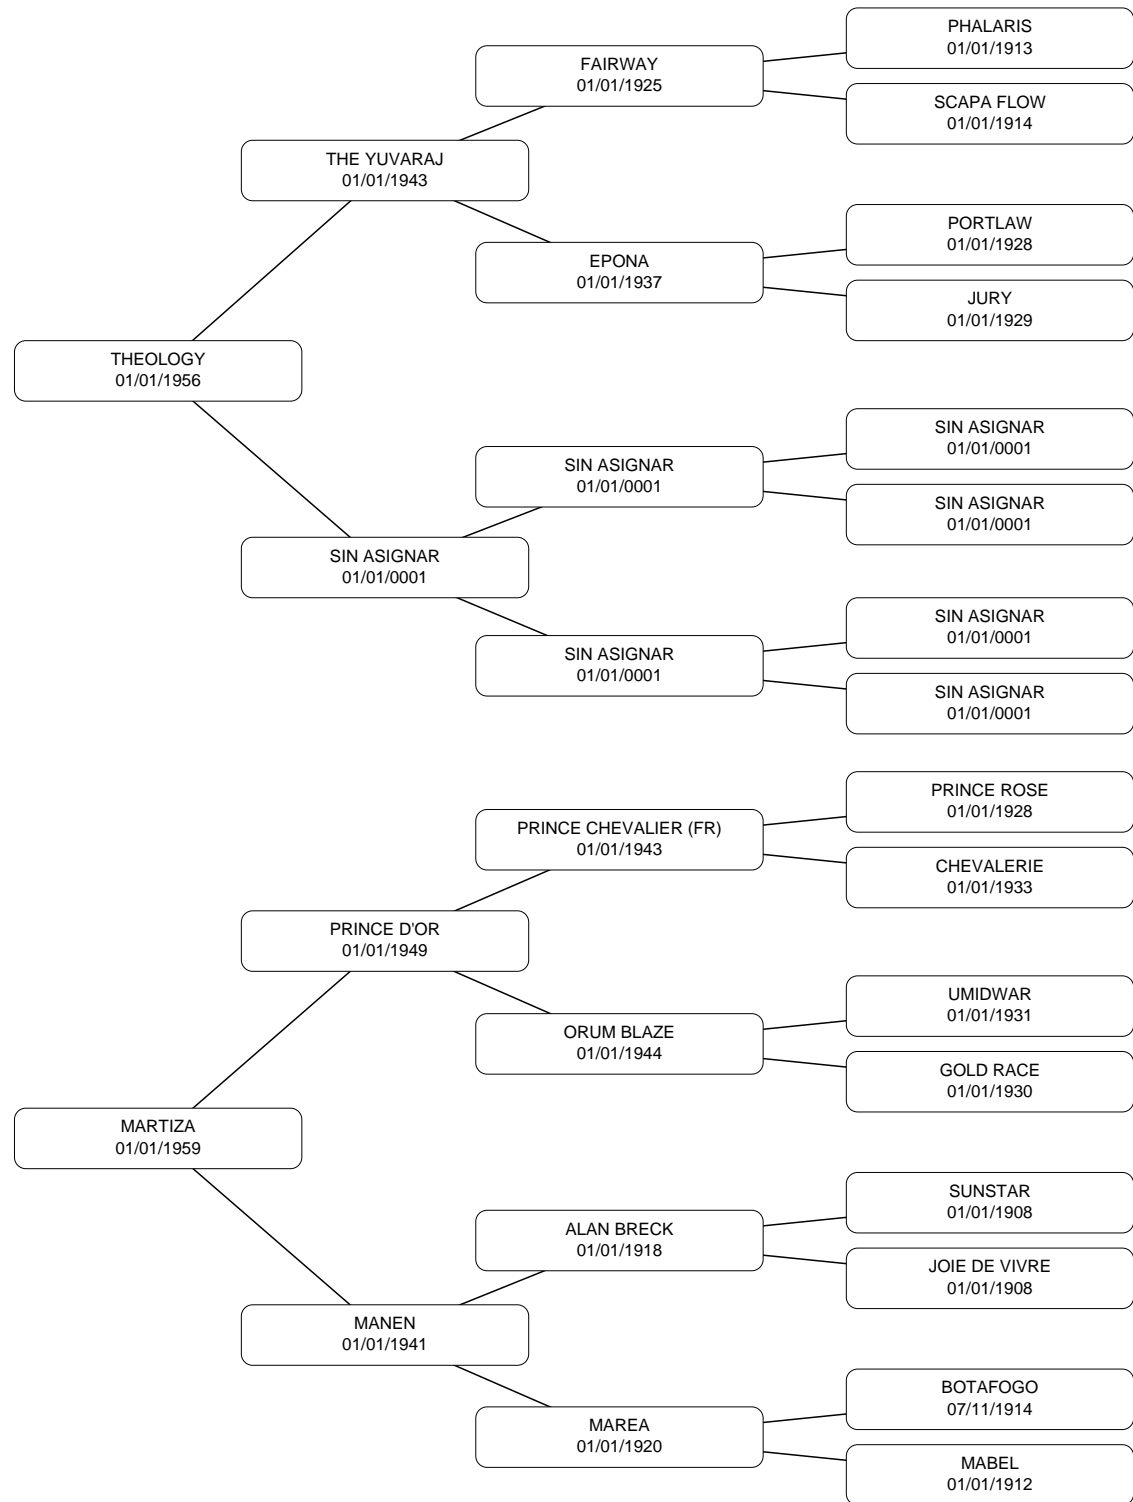 PHALARIS
01/01/1913
FAIRWAY
01/01/1925
SCAPA FLOW
01/01/1914
THE YUVARAJ
01/01/1943
PORTLAW
01/01/1928
EPONA
01/01/1937
JURY
01/01/1929
THEOLOGY
01/01/1956
SIN ASIGNAR
01/01/0001
SIN ASIGNAR
01/01/0001
SIN ASIGNAR
01/01/0001
SIN ASIGNAR
01/01/0001
SIN ASIGNAR
01/01/0001
SIN ASIGNAR
01/01/0001
SIN ASIGNAR
01/01/0001
PRINCE ROSE
01/01/1928
PRINCE CHEVALIER (FR)
01/01/1943
CHEVALERIE
01/01/1933
PRINCE D'OR
01/01/1949
UMIDWAR
01/01/1931
ORUM BLAZE
01/01/1944
GOLD RACE
01/01/1930
MARTIZA
01/01/1959
SUNSTAR
01/01/1908
ALAN BRECK
01/01/1918
JOIE DE VIVRE
01/01/1908
MANEN
01/01/1941
BOTAFOGO
07/11/1914
MAREA
01/01/1920
MABEL
01/01/1912